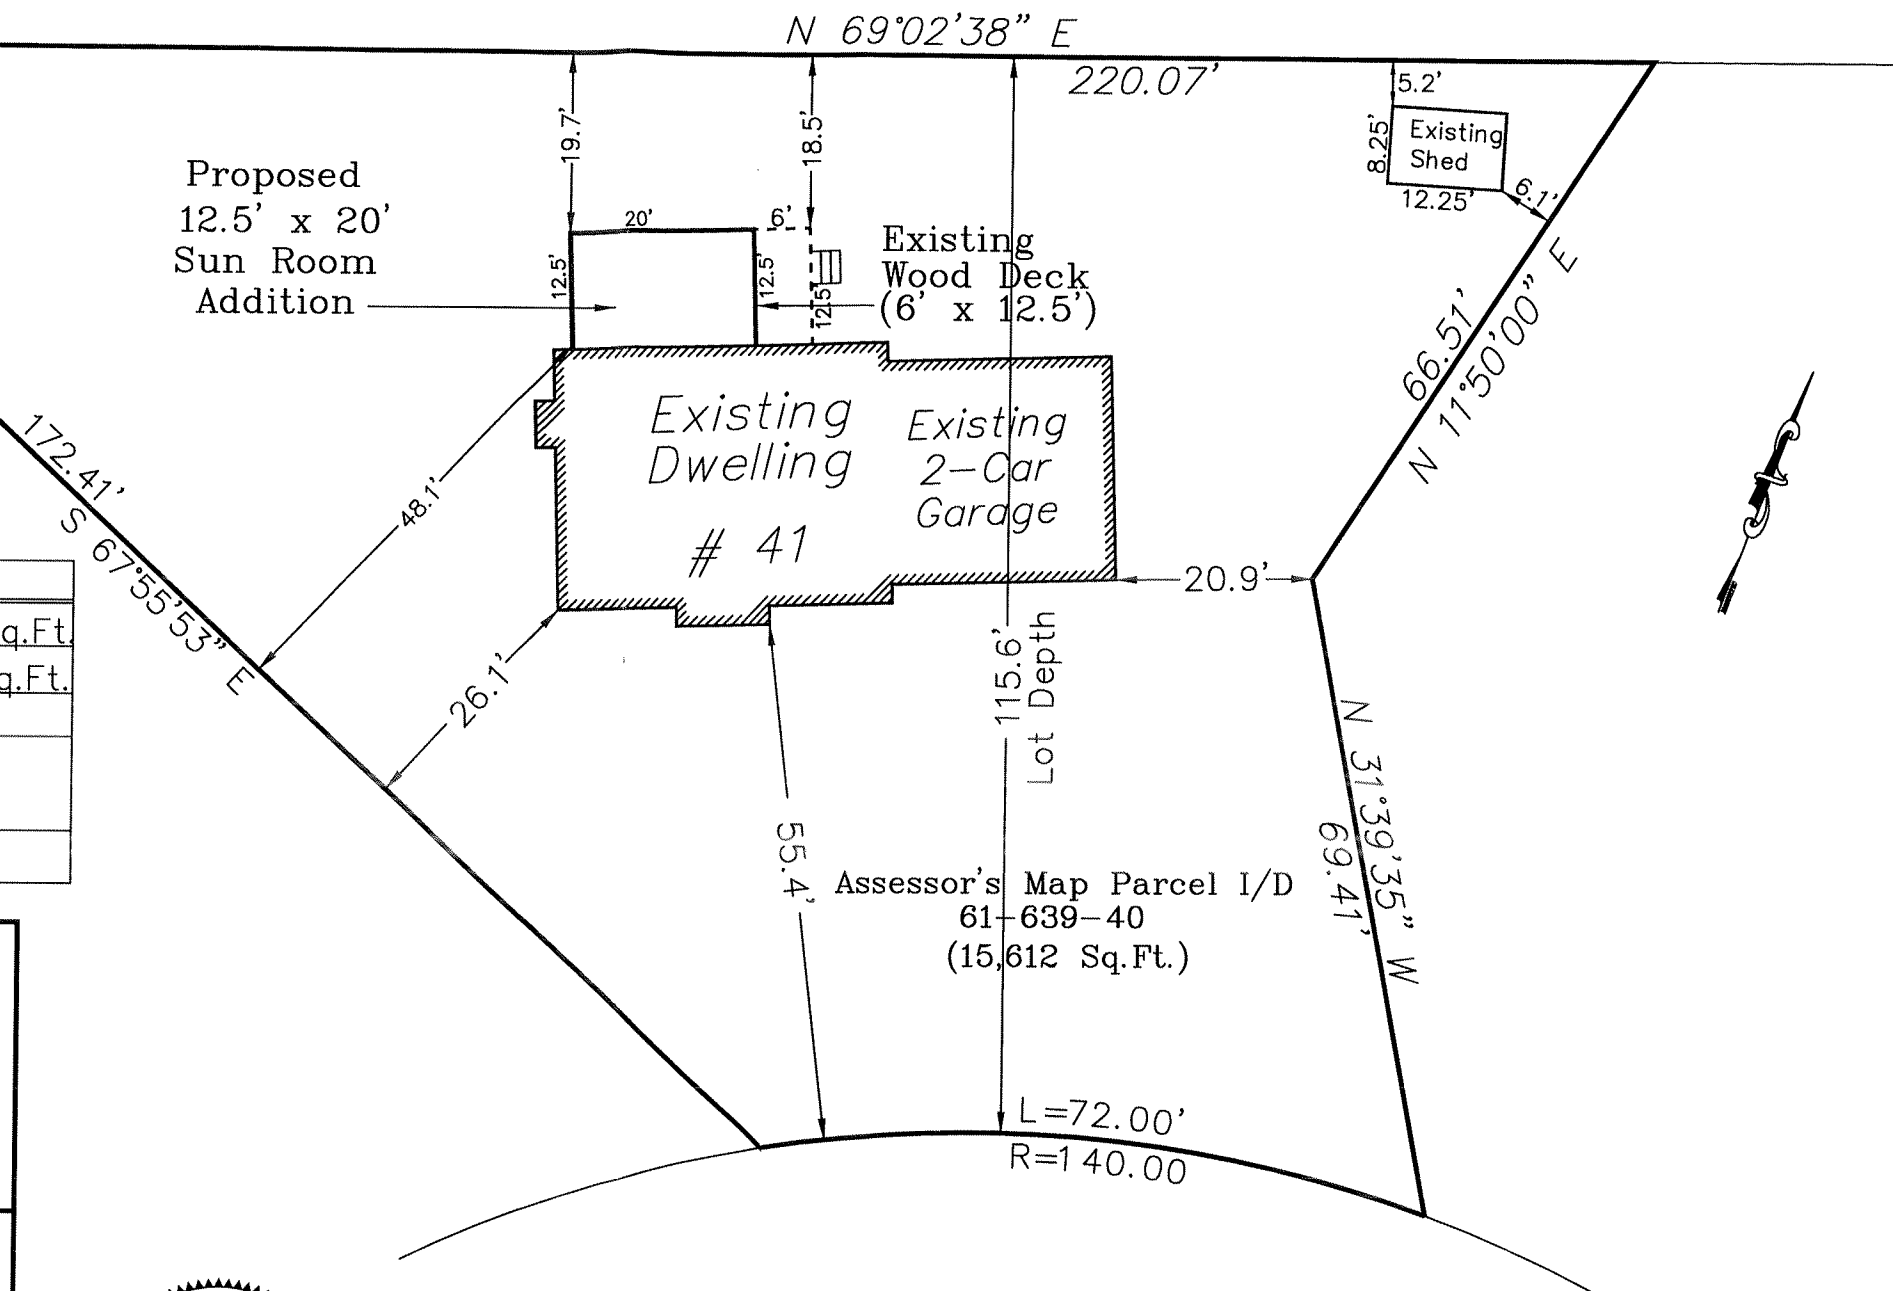 N 69°02'38" E
220.07'
5.2'
Existing
Shed
8.25'
12.25'
6.1'
19.7'
18.5'
Proposed
12.5' x 20'
Sun Room
Addition
20'
6'
12.5'
12.5'
12.5'
Existing
Wood Deck
(6' x 12.5')
66.51'
N 11°50'00" E
Existing
Dwelling
# 41
Existing
2-Car
Garage
172.41'
S 67°55'53" E
48.1'
20.9'
26.1'
q.Ft.
q.Ft.
115.6'
Lot Depth
55.4'
N 31°39'35" W
69.41'
Assessor's Map Parcel I/D
61-639-40
(15,612 Sq.Ft.)
L=72.00'
R=140.00